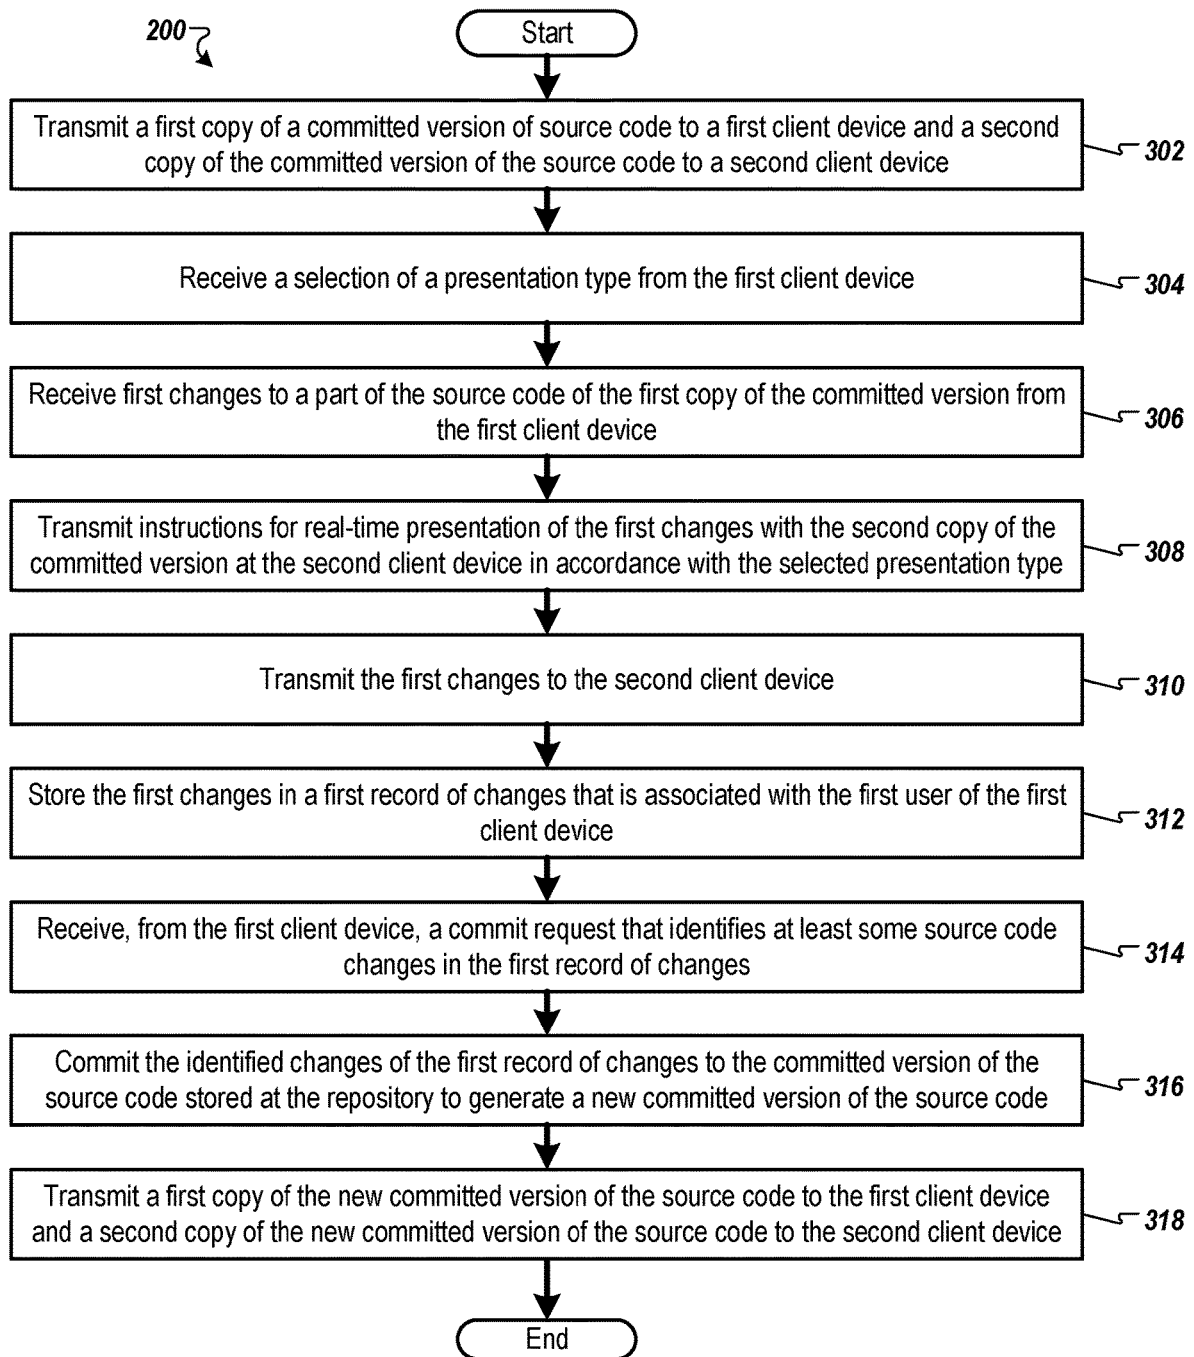 200
Start
Transmit a first copy of a committed version of source code to a first client device and a second
copy of the committed version of the source code to a second client device
302
Receive a selection of a presentation type from the first client device
304
Receive first changes to a part of the source code of the first copy of the committed version from
the first client device
306
Transmit instructions for real-time presentation of the first changes with the second copy of the
committed version at the second client device in accordance with the selected presentation type
308
Transmit the first changes to the second client device
310
Store the first changes in a first record of changes that is associated with the first user of the first
client device
312
Receive, from the first client device, a commit request that identifies at least some source code
changes in the first record of changes
314
Commit the identified changes of the first record of changes to the committed version of the
source code stored at the repository to generate a new committed version of the source code
316
Transmit a first copy of the new committed version of the source code to the first client device
and a second copy of the new committed version of the source code to the second client device
318
End